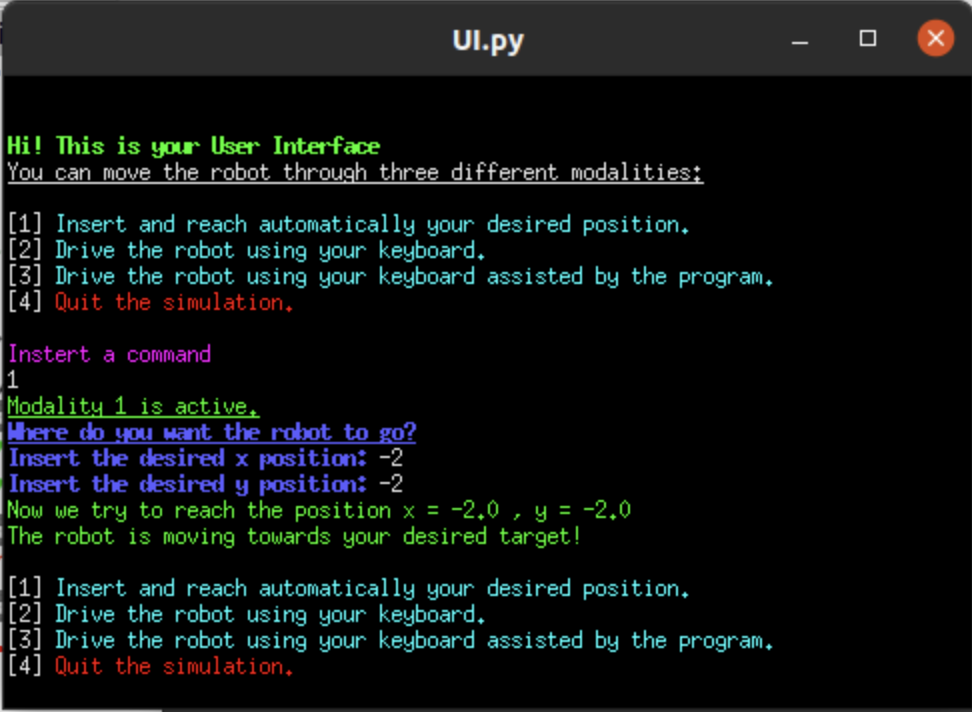 UI.py
Hi! This is your User Interface
You can move the robot through three different modalities:
[1] Insert and reach automatically your desired position.
[2] Drive the robot using your keyboard.
[3] Drive the robot using your keyboard assisted by the program.
[4] Quit the simulation.
Instert a command
1
Modality 1 is active.
Where do you want the robot to go?
Insert the desired x position: -2
Insert the desired y position: -2
Now we try to reach the position x = -2.0 , y = -2.0
The robot is moving towards your desired target!
[1] Insert and reach automatically your desired position.
[2] Drive the robot using your keyboard.
[3] Drive the robot using your keyboard assisted by the program.
[4] Quit the simulation.